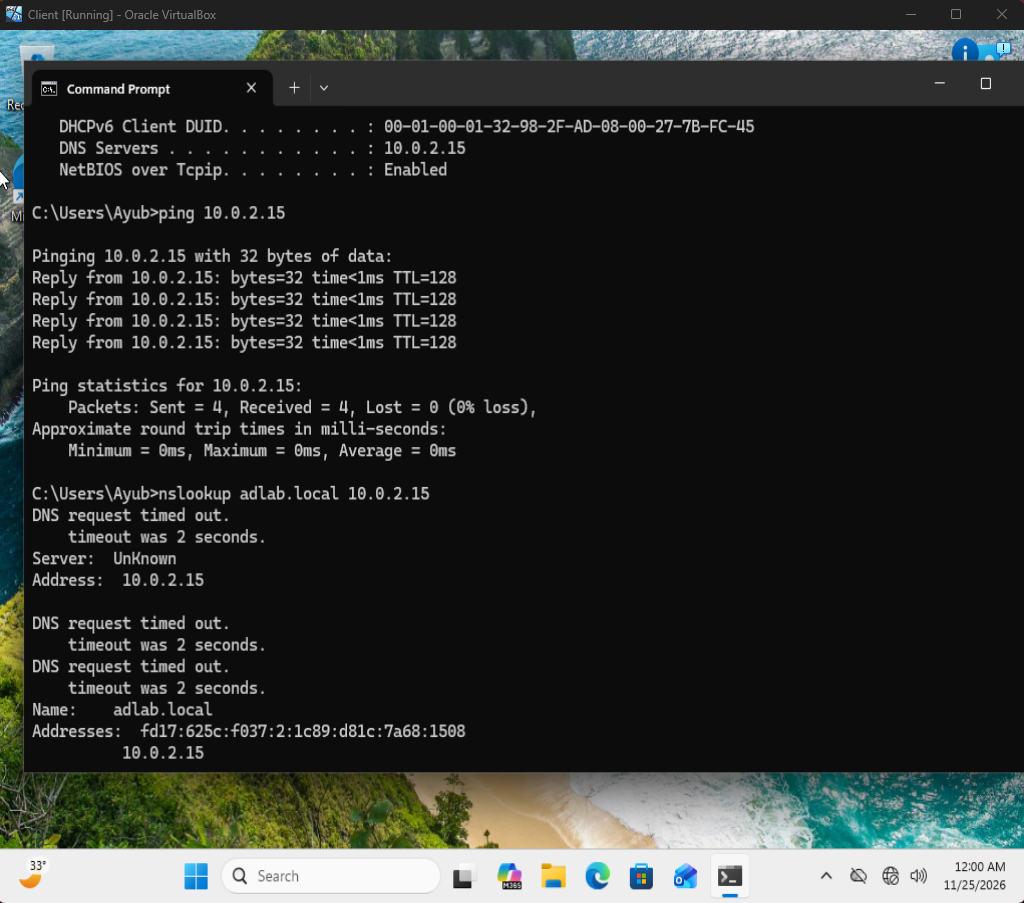 Client [Running] - Oracle VirtualBox
Command Prompt
DHCPv6 Client DUID. . . . . . . . : 00-01-00-01-32-98-2F-AD-08-00-27-7B-FC-45
DNS Servers . . . . . . . . . . . : 10.0.2.15
NetBIOS over Tcpip. . . . . . . . : Enabled
C:\Users\Ayub>ping 10.0.2.15
Pinging 10.0.2.15 with 32 bytes of data:
Reply from 10.0.2.15: bytes=32 time<1ms TTL=128
Reply from 10.0.2.15: bytes=32 time<1ms TTL=128
Reply from 10.0.2.15: bytes=32 time<1ms TTL=128
Reply from 10.0.2.15: bytes=32 time<1ms TTL=128
Ping statistics for 10.0.2.15:
Packets: Sent = 4, Received = 4, Lost = 0 (0% loss),
Approximate round trip times in milli-seconds:
Minimum = 0ms, Maximum = 0ms, Average = 0ms
C:\Users\Ayub>nslookup adlab.local 10.0.2.15
DNS request timed out.
timeout was 2 seconds.
Server:  UnKnown
Address:  10.0.2.15
DNS request timed out.
timeout was 2 seconds.
DNS request timed out.
timeout was 2 seconds.
Name:    adlab.local
Addresses:  fd17:625c:f037:2:1c89:d81c:7a68:1508
10.0.2.15
33°
Search
M365
12:00 AM
11/25/2026